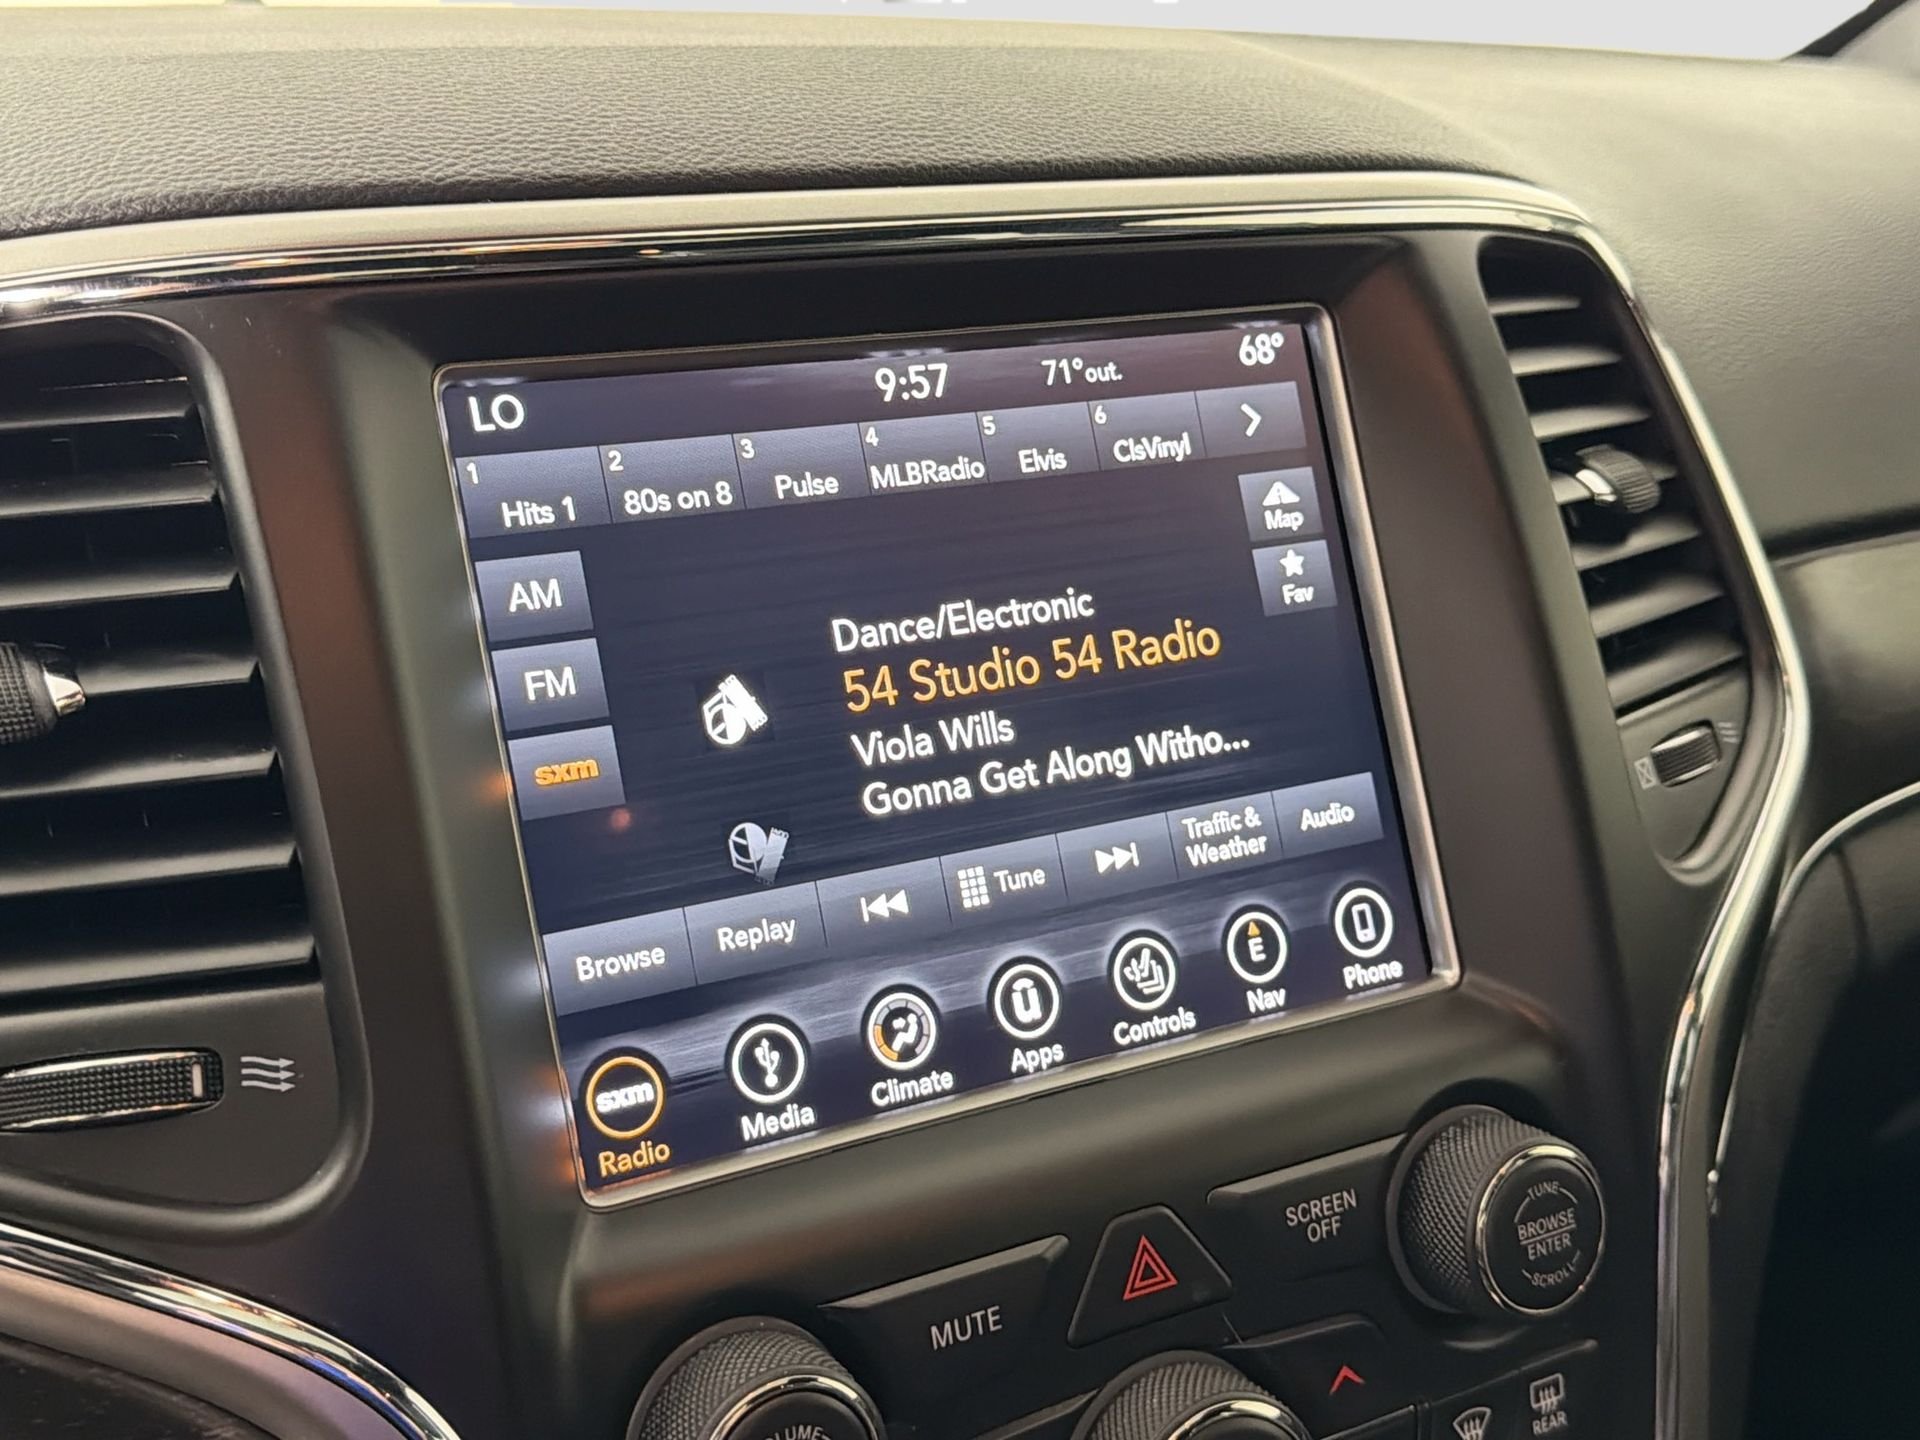 LO
9:57
71° out.
68°
1 Hits 1
2 80s on 8
3 Pulse
4 MLBRadio
5 Elvis
6 ClsVinyl
AM
FM
sxm
Map
Fav
Dance/Electronic
54 Studio 54 Radio
Viola Wills
Gonna Get Along Witho...
Browse
Replay
Tune
Traffic &
Weather
Audio
sxm
Radio
Media
Climate
Apps
Controls
E
Nav
Phone
MUTE
SCREEN
OFF
TUNE
BROWSE
ENTER
SCROLL
VOLUME
REAR